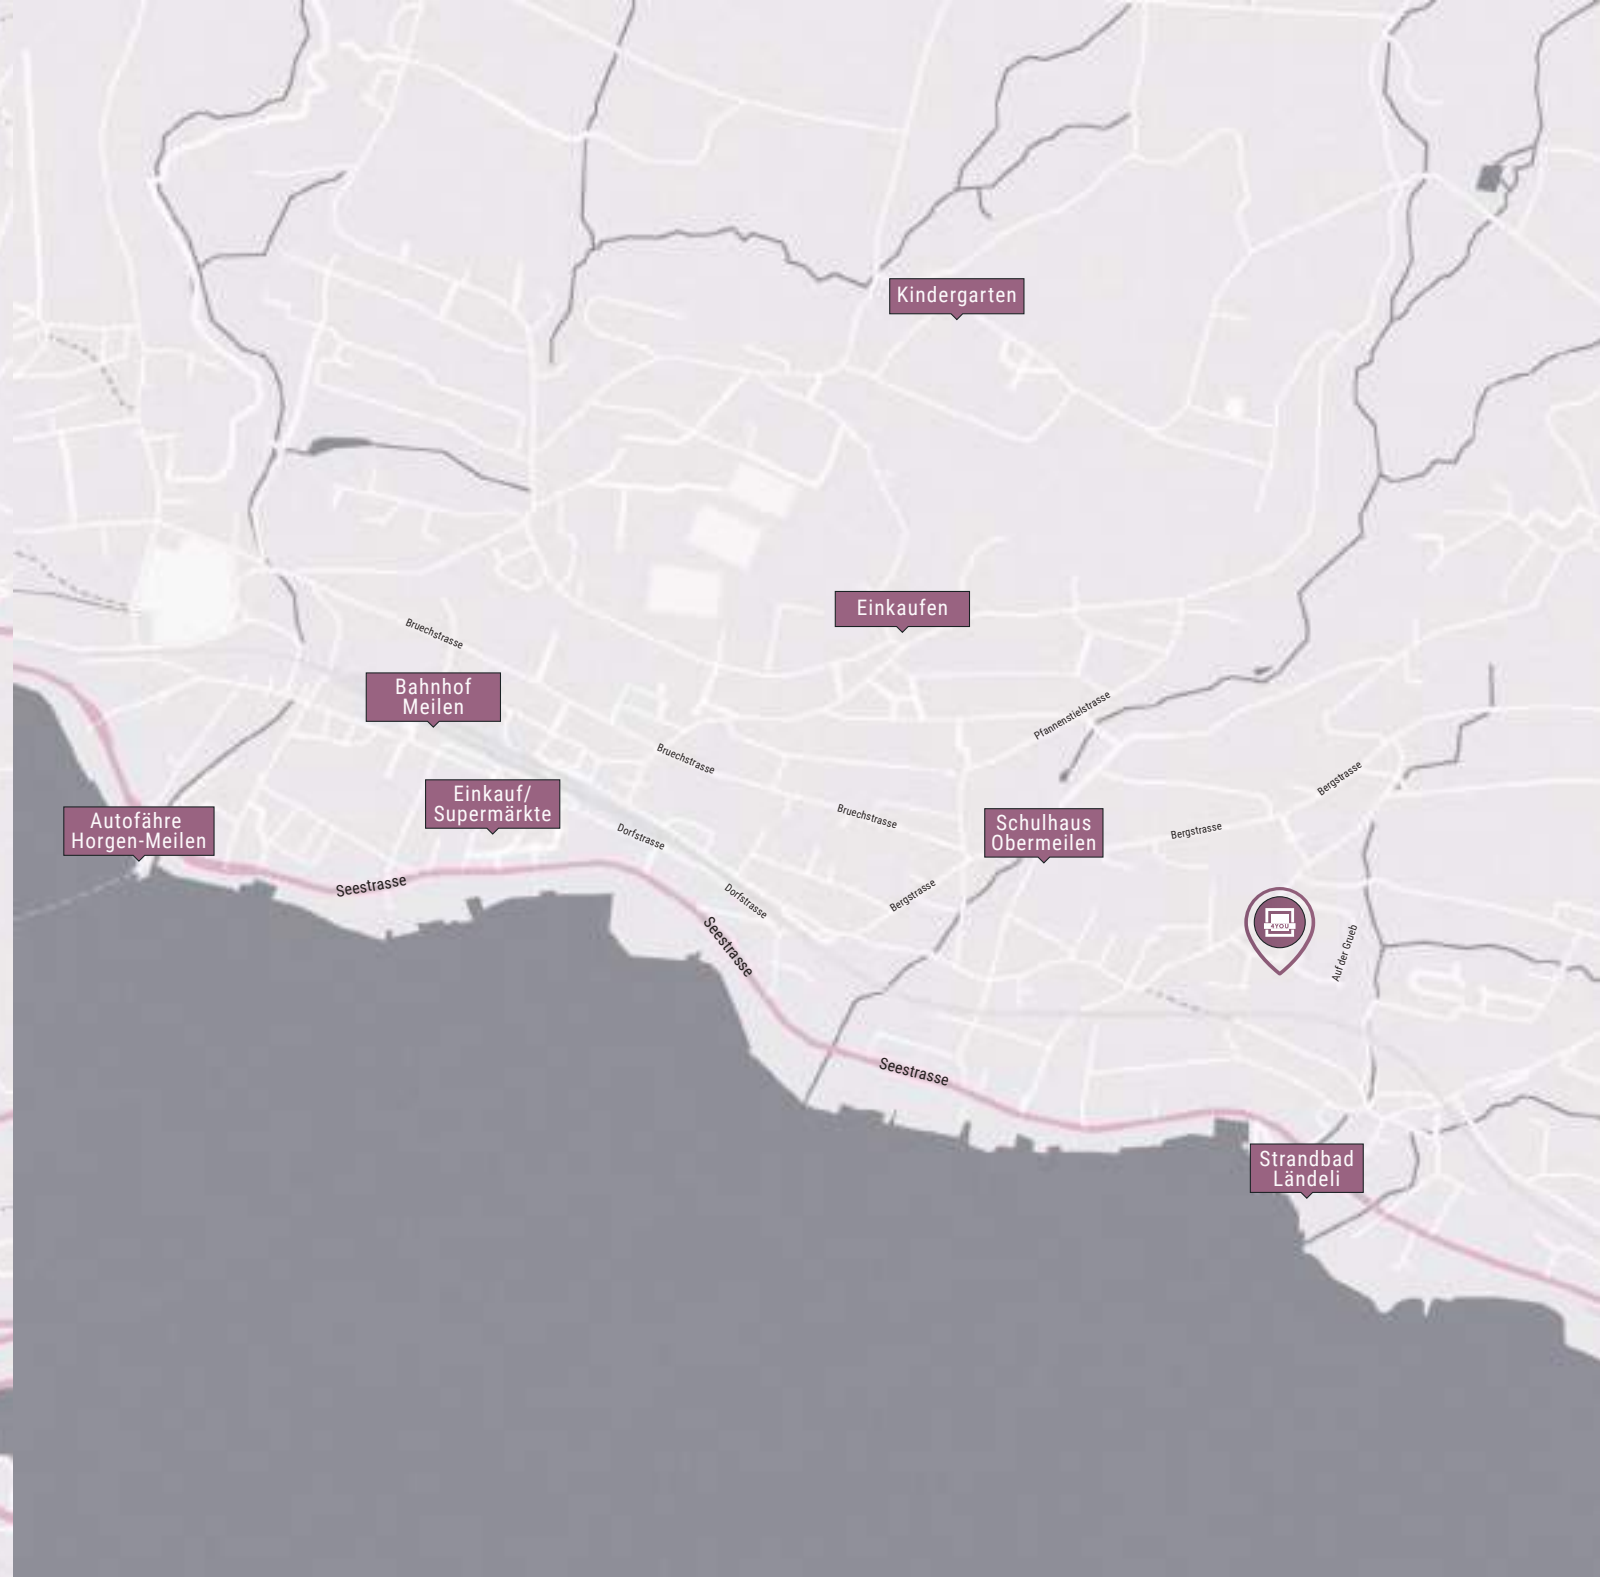 Kindergarten
Einkaufen
Bruechstrasse
Bahnhof
Meilen
Pfannenstielstrasse
Bruechstrasse
Bergstrasse
Einkauf/
Supermärkte
Bruechstrasse
Autofähre
Horgen-Meilen
Dorfstrasse
Schulhaus
Obermeilen
Bergstrasse
Seestrasse
Dorfstrasse
Bergstrasse
4YOU
Seestrasse
Auf der Grueb
Seestrasse
Strandbad
Ländeli